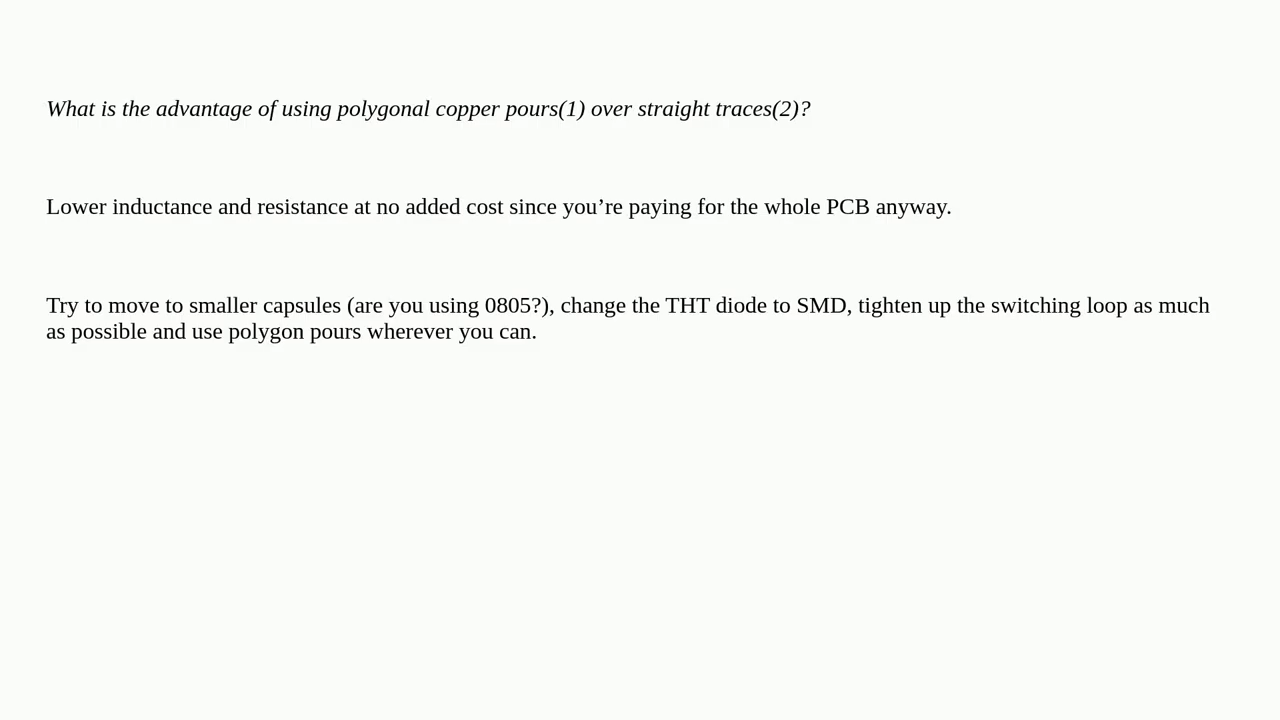 What is the advantage of using polygonal copper pours(1) over straight traces(2)?
Lower inductance and resistance at no added cost since you’re paying for the whole PCB anyway.
Try to move to smaller capsules (are you using 0805?), change the THT diode to SMD, tighten up the switching loop as much
as possible and use polygon pours wherever you can.